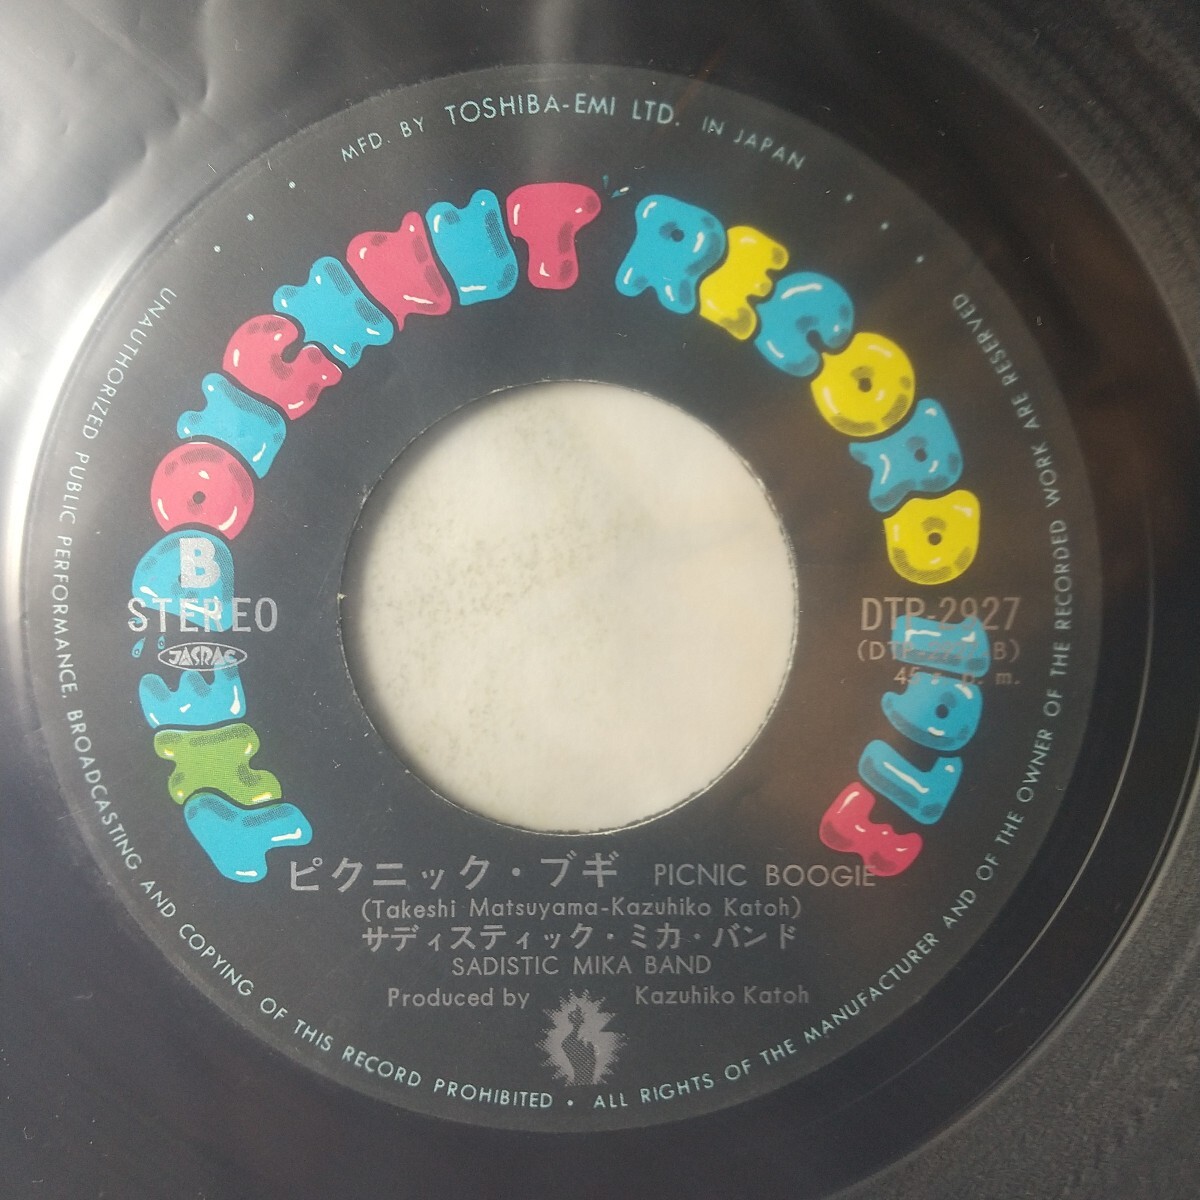 MFD. BY TOSHIBA-EMI LTD. IN JAPAN
THE DOUGHNUT RECORD 1972
B
STEREO
JASRAC
DTP-2927
45 r. p. m.
ピクニック・ブギ PICNIC BOOGIE
(Takeshi Matsuyama-Kazuhiko Katoh)
サディスティック・ミカ・バンド
SADISTIC MIKA BAND
Produced by Kazuhiko Katoh
UNAUTHORIZED PUBLIC PERFORMANCE, BROADCASTING AND COPYING OF THIS RECORD PROHIBITED • ALL RIGHTS OF THE MANUFACTURER AND OF THE OWNER OF THE RECORDED WORK ARE RESERVED